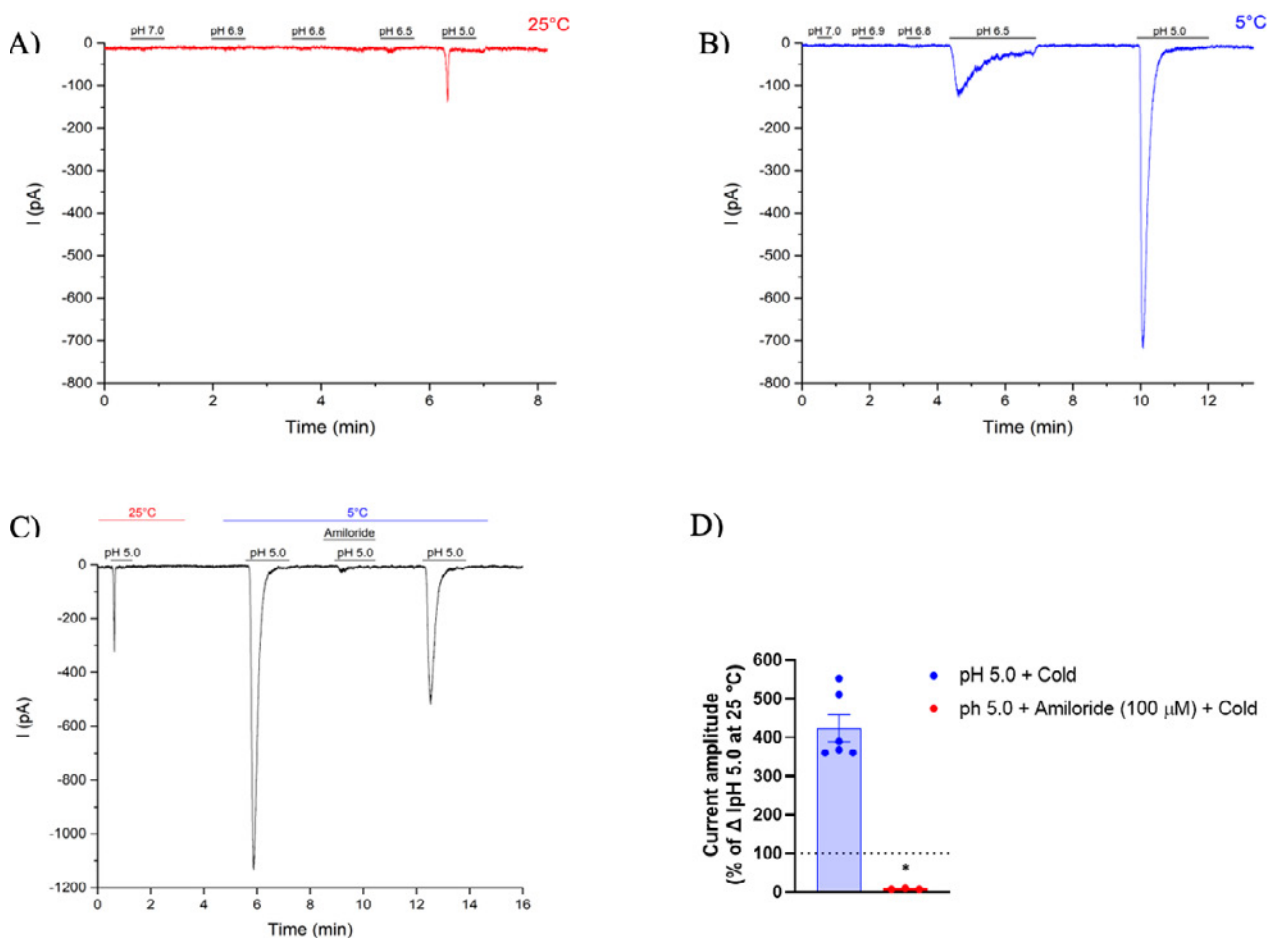 A)
pH 7.0 pH 6.9 pH 6.8 pH 6.5 pH 5.0
25°C
0
-100
-200
-300
-400
-500
-600
-700
-800
I (pA)
0 2 4 6 8
Time (min)
B)
pH 7.0 pH 6.9 pH 6.8 pH 6.5 pH 5.0
5°C
0
-100
-200
-300
-400
-500
-600
-700
-800
I (pA)
0 2 4 6 8 10 12
Time (min)
C)
25°C 5°C
Amiloride
pH 5.0 pH 5.0 pH 5.0 pH 5.0
0
-200
-400
-600
-800
-1000
-1200
I (pA)
0 2 4 6 8 10 12 14 16
Time (min)
D)
600
500
400
300
200
100
0
Current amplitude
(% of Δ IpH 5.0 at 25 °C)
*
pH 5.0 + Cold
ph 5.0 + Amiloride (100 μM) + Cold